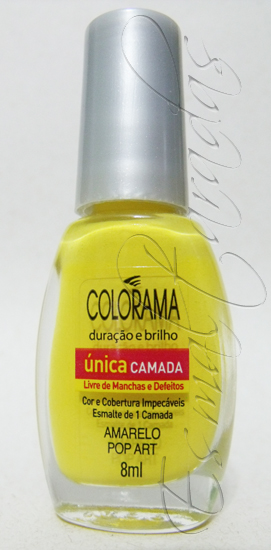 COLORAMA
duração e brilho
única CAMADA
Livre de Manchas e Defeitos
Cor e Cobertura Impecáveis
Esmalte de 1 Camada
AMARELO
POP ART
8ml